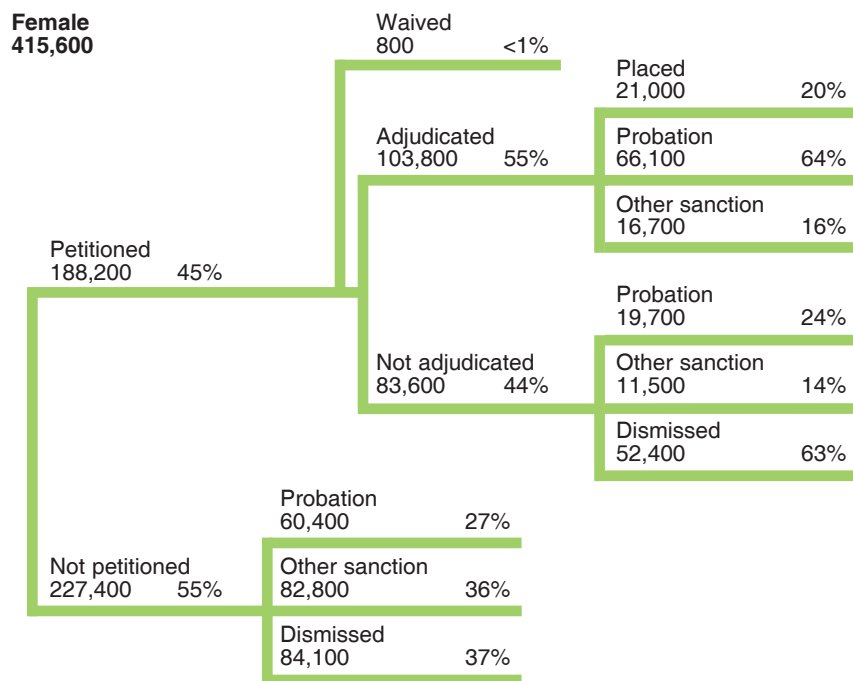 Female
415,600
Waived
800 <1%
Placed
21,000 20%
Adjudicated
103,800 55%
Probation
66,100 64%
Other sanction
16,700 16%
Petitioned
188,200 45%
Probation
19,700 24%
Not adjudicated
83,600 44%
Other sanction
11,500 14%
Dismissed
52,400 63%
Probation
60,400 27%
Not petitioned
227,400 55%
Other sanction
82,800 36%
Dismissed
84,100 37%